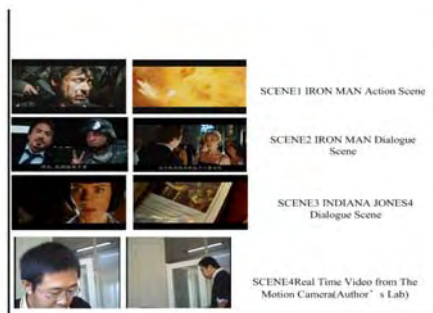 SCENE1 IRON MAN Action Scene
SCENE2 IRON MAN Dialogue
Scene
SCENE3 INDIANA JONES4
Dialogue Scene
SCENE4Real Time Video from The
Motion Camera(Author’s Lab)